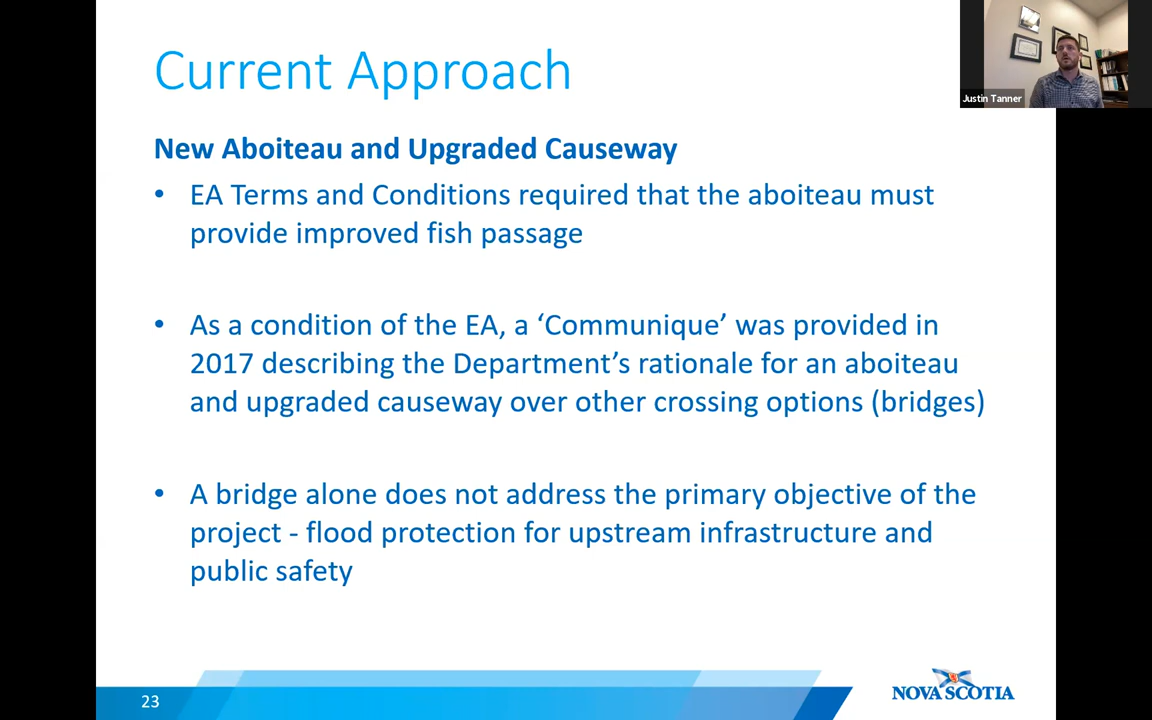 Current Approach
Justin Tanner
New Aboiteau and Upgraded Causeway
• EA Terms and Conditions required that the aboiteau must
provide improved fish passage
• As a condition of the EA, a ‘Communique’ was provided in
2017 describing the Department’s rationale for an aboiteau
and upgraded causeway over other crossing options (bridges)
• A bridge alone does not address the primary objective of the
project - flood protection for upstream infrastructure and
public safety
23
NOVA SCOTIA